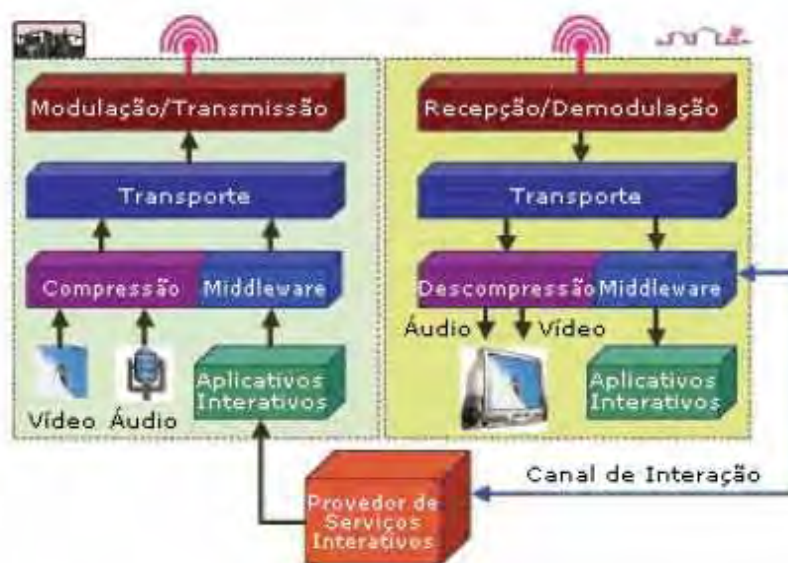 Modulação/Transmissão
Transporte
Compressão
Middleware
Vídeo
Áudio
Aplicativos
Interativos
Recepção/Demodulação
Transporte
Descompressão
Middleware
Áudio
Vídeo
Aplicativos
Interativos
Provedor de
Serviços
Interativos
Canal de Interação